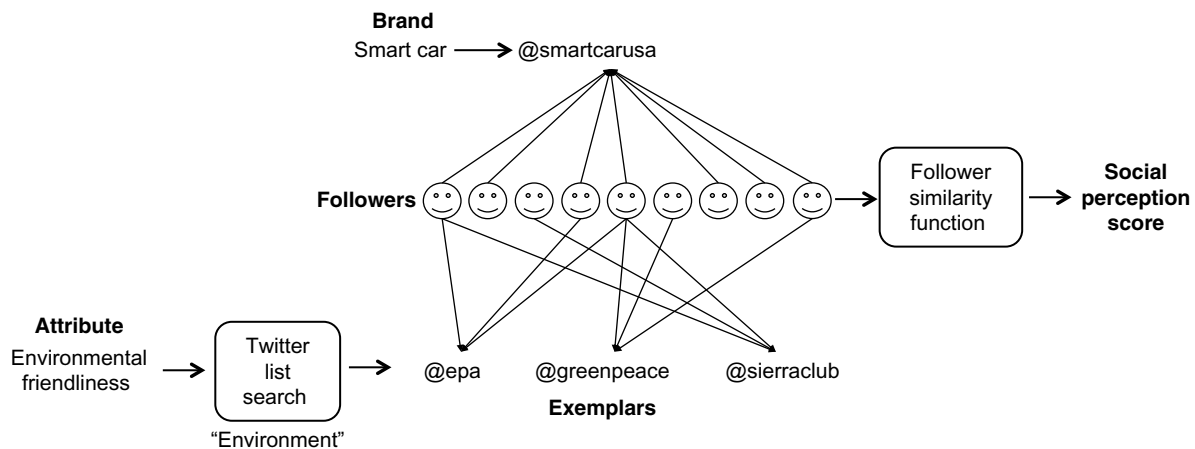 Brand
Smart car
@smartcarusa
Followers
Follower
similarity
function
Social
perception
score
Attribute
Environmental
friendliness
Twitter
list
search
“Environment”
@epa
@greenpeace
@sierraclub
Exemplars